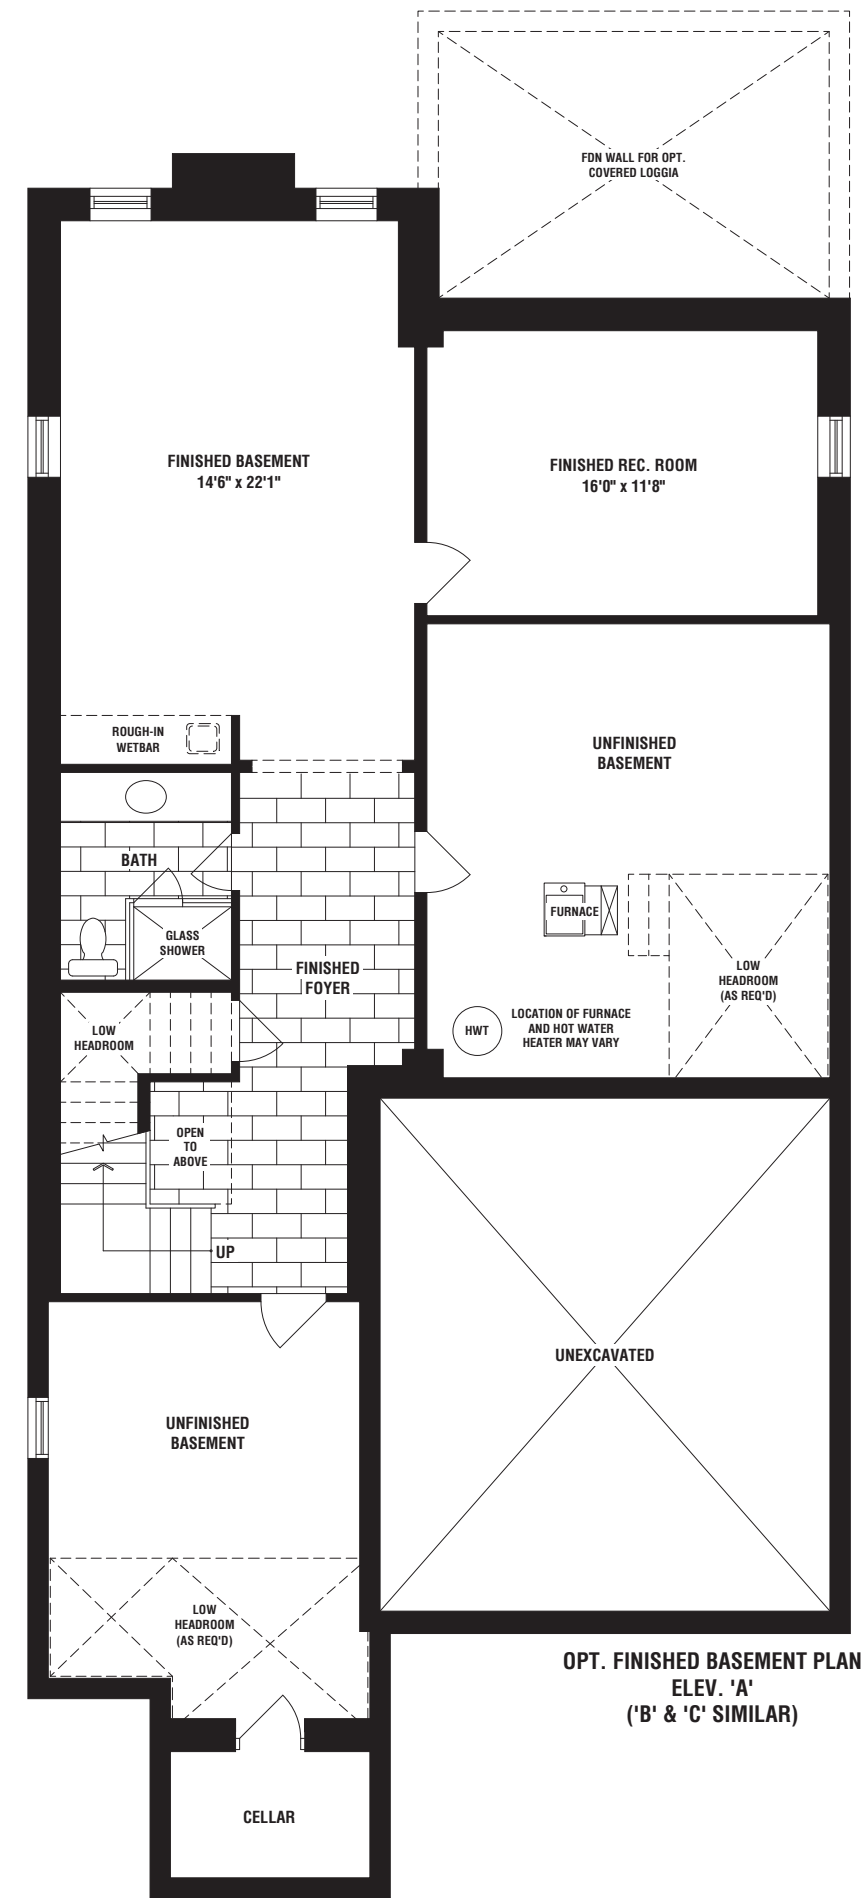 FDN WALL FOR OPT.
COVERED LOGGIA
FINISHED BASEMENT
14'6" x 22'1"
FINISHED REC. ROOM
16'0" x 11'8"
ROUGH-IN
WETBAR
UNFINISHED
BASEMENT
BATH
GLASS
SHOWER
FURNACE
FINISHED
FOYER
LOW
HEADROOM
(AS REQ'D)
HWT
LOCATION OF FURNACE
AND HOT WATER
HEATER MAY VARY
LOW
HEADROOM
OPEN
TO
ABOVE
UP
UNEXCAVATED
UNFINISHED
BASEMENT
LOW
HEADROOM
(AS REQ'D)
OPT. FINISHED BASEMENT PLAN
ELEV. 'A'
('B' & 'C' SIMILAR)
CELLAR